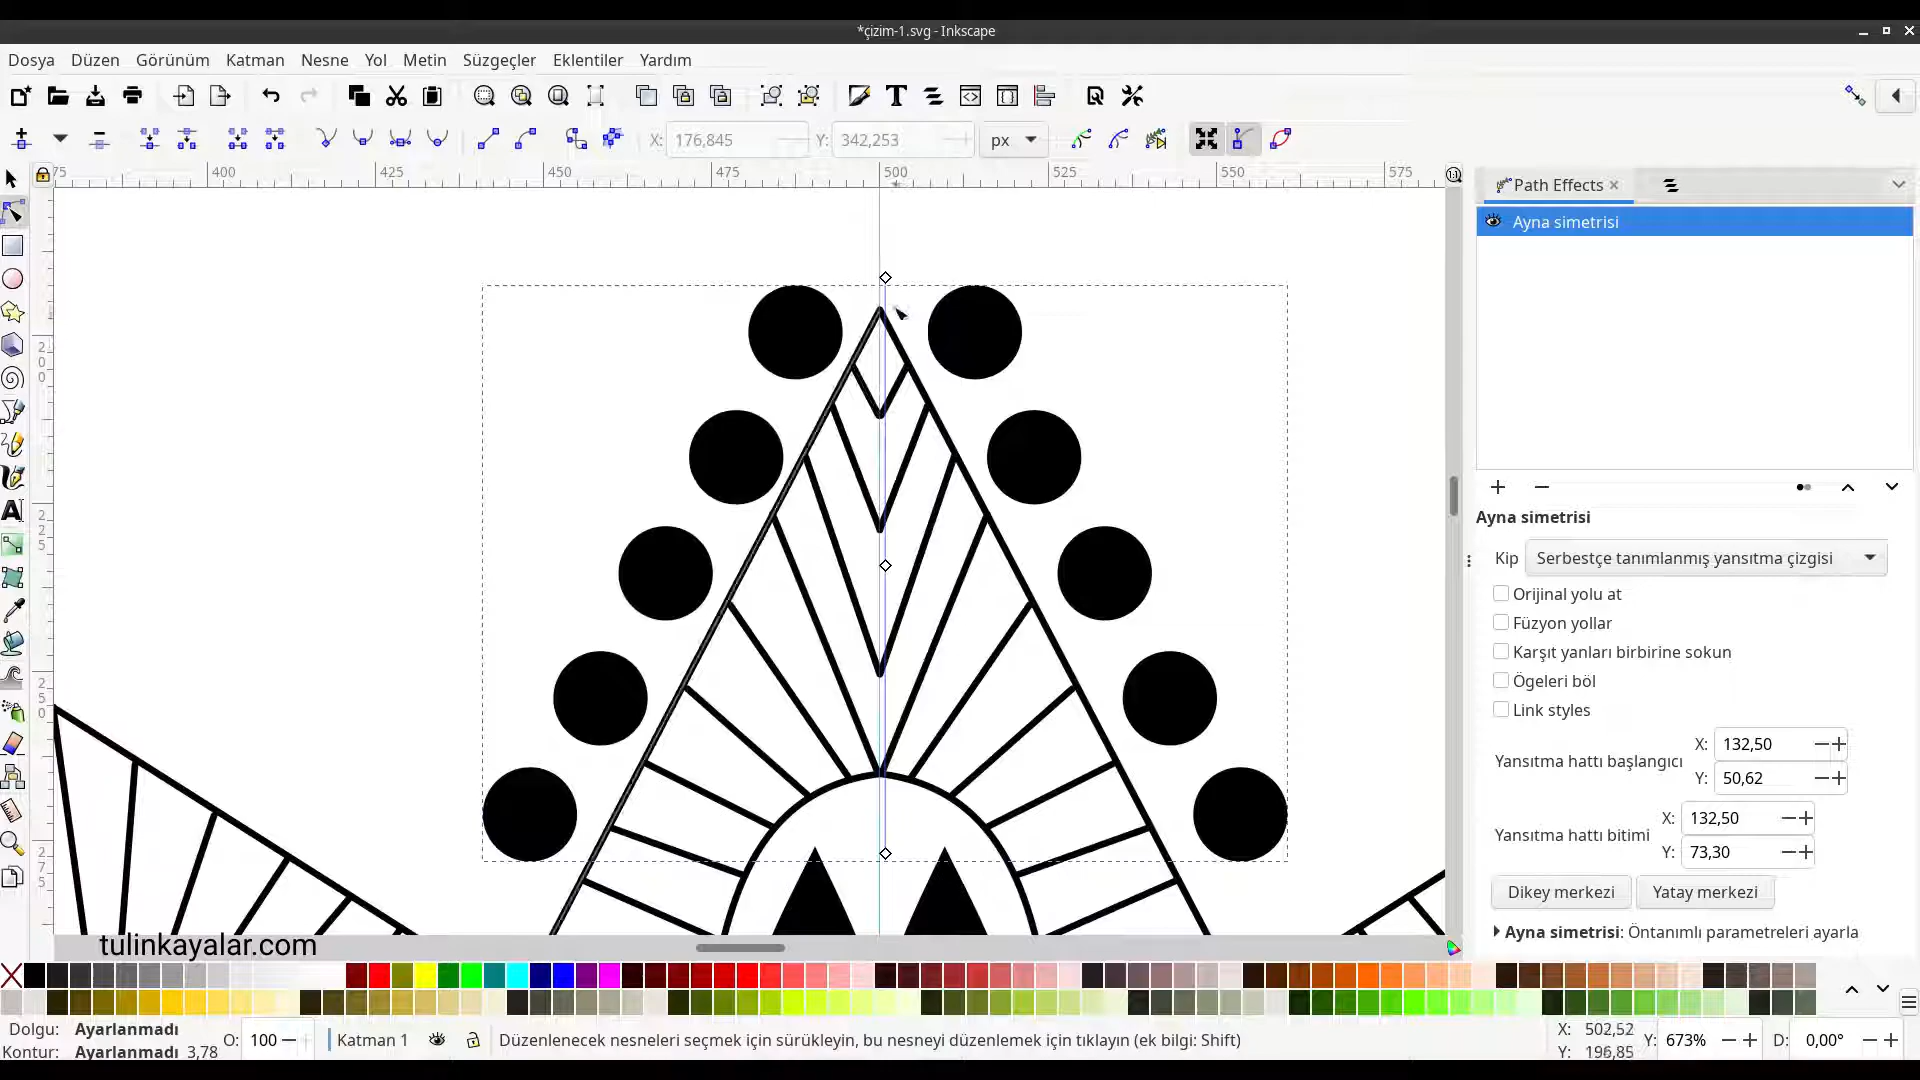 *çizim-1.svg - Inkscape
Dosya Düzen Görünüm Katman Nesne Yol Metin Süzgeçler Eklentiler Yardım
X: 176,845 Y: 342,253 px
75 400 425 450 475 500 525 550 575
200
225
250
275
Path Effects
Ayna simetrisi
Ayna simetrisi
Kip Serbestçe tanımlanmış yansıtma çizgisi
Orijinal yolu at
Füzyon yollar
Karşıt yanları birbirine sokun
Ögeleri böl
Link styles
Yansıtma hattı başlangıcı X: 132,50
Y: 50,62
Yansıtma hattı bitimi X: 132,50
Y: 73,30
Dikey merkezi Yatay merkezi
Ayna simetrisi: Öntanımlı parametreleri ayarla
tulinkayalar.com
Dolgu: Ayarlanmadı
Kontur: Ayarlanmadı 3,78
O: 100
Katman 1
Düzenlenecek nesneleri seçmek için sürükleyin, bu nesneyi düzenlemek için tıklayın (ek bilgi: Shift)
X: 502,52
Y: 196,85
Y: 673%
D: 0,00°